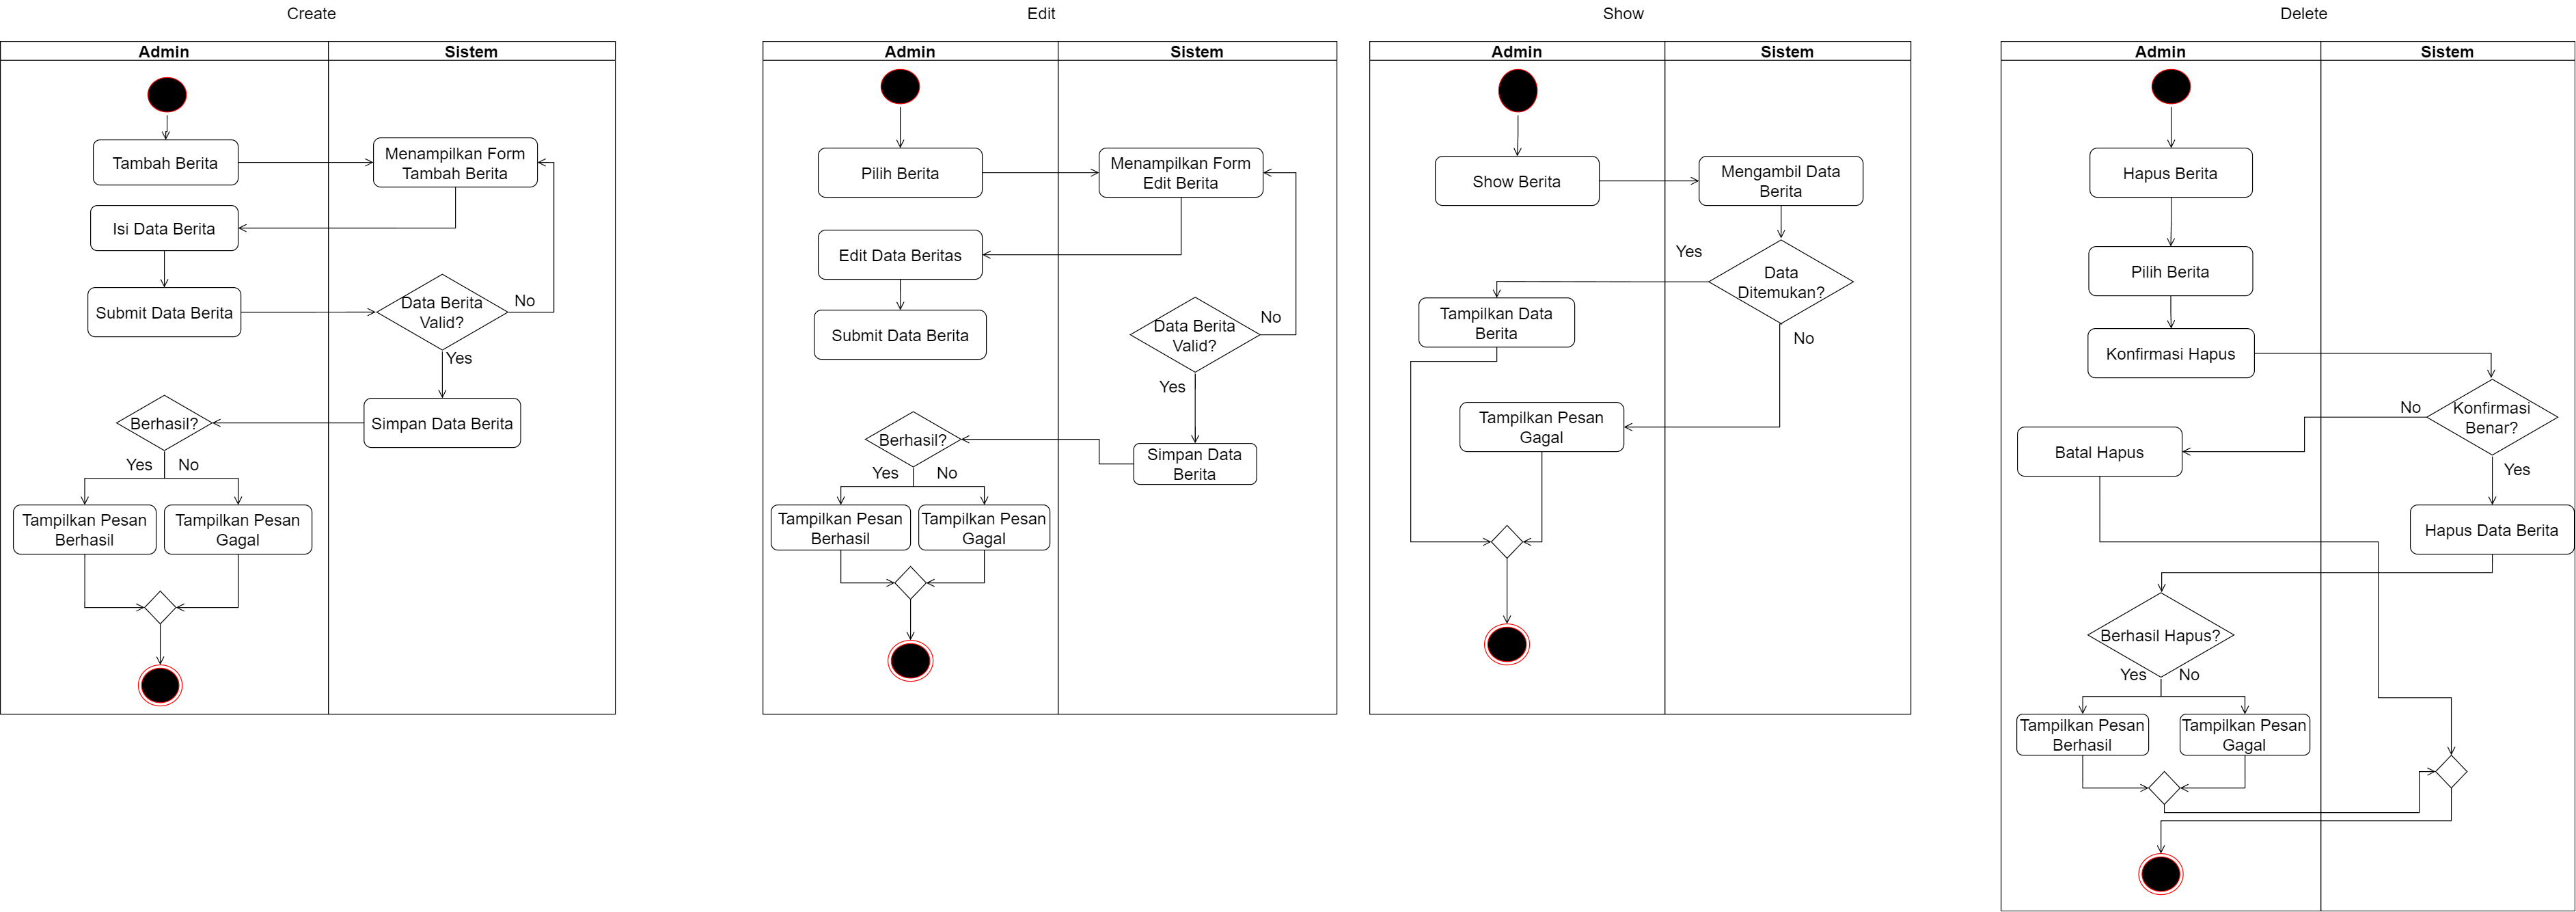 Create
Admin
Sistem
Tambah Berita
Menampilkan Form
Tambah Berita
Isi Data Berita
Submit Data Berita
Data Berita
Valid?
No
Yes
Berhasil?
Simpan Data Berita
Yes
No
Tampilkan Pesan
Berhasil
Tampilkan Pesan
Gagal
Edit
Admin
Sistem
Pilih Berita
Menampilkan Form
Edit Berita
Edit Data Beritas
Submit Data Berita
Data Berita
Valid?
No
Yes
Berhasil?
Simpan Data
Berita
Yes
No
Tampilkan Pesan
Berhasil
Tampilkan Pesan
Gagal
Show
Admin
Sistem
Show Berita
Mengambil Data
Berita
Yes
Data
Ditemukan?
Tampilkan Data
Berita
No
Tampilkan Pesan
Gagal
Delete
Admin
Sistem
Hapus Berita
Pilih Berita
Konfirmasi Hapus
No
Konfirmasi
Benar?
Batal Hapus
Yes
Hapus Data Berita
Berhasil Hapus?
Yes
No
Tampilkan Pesan
Berhasil
Tampilkan Pesan
Gagal